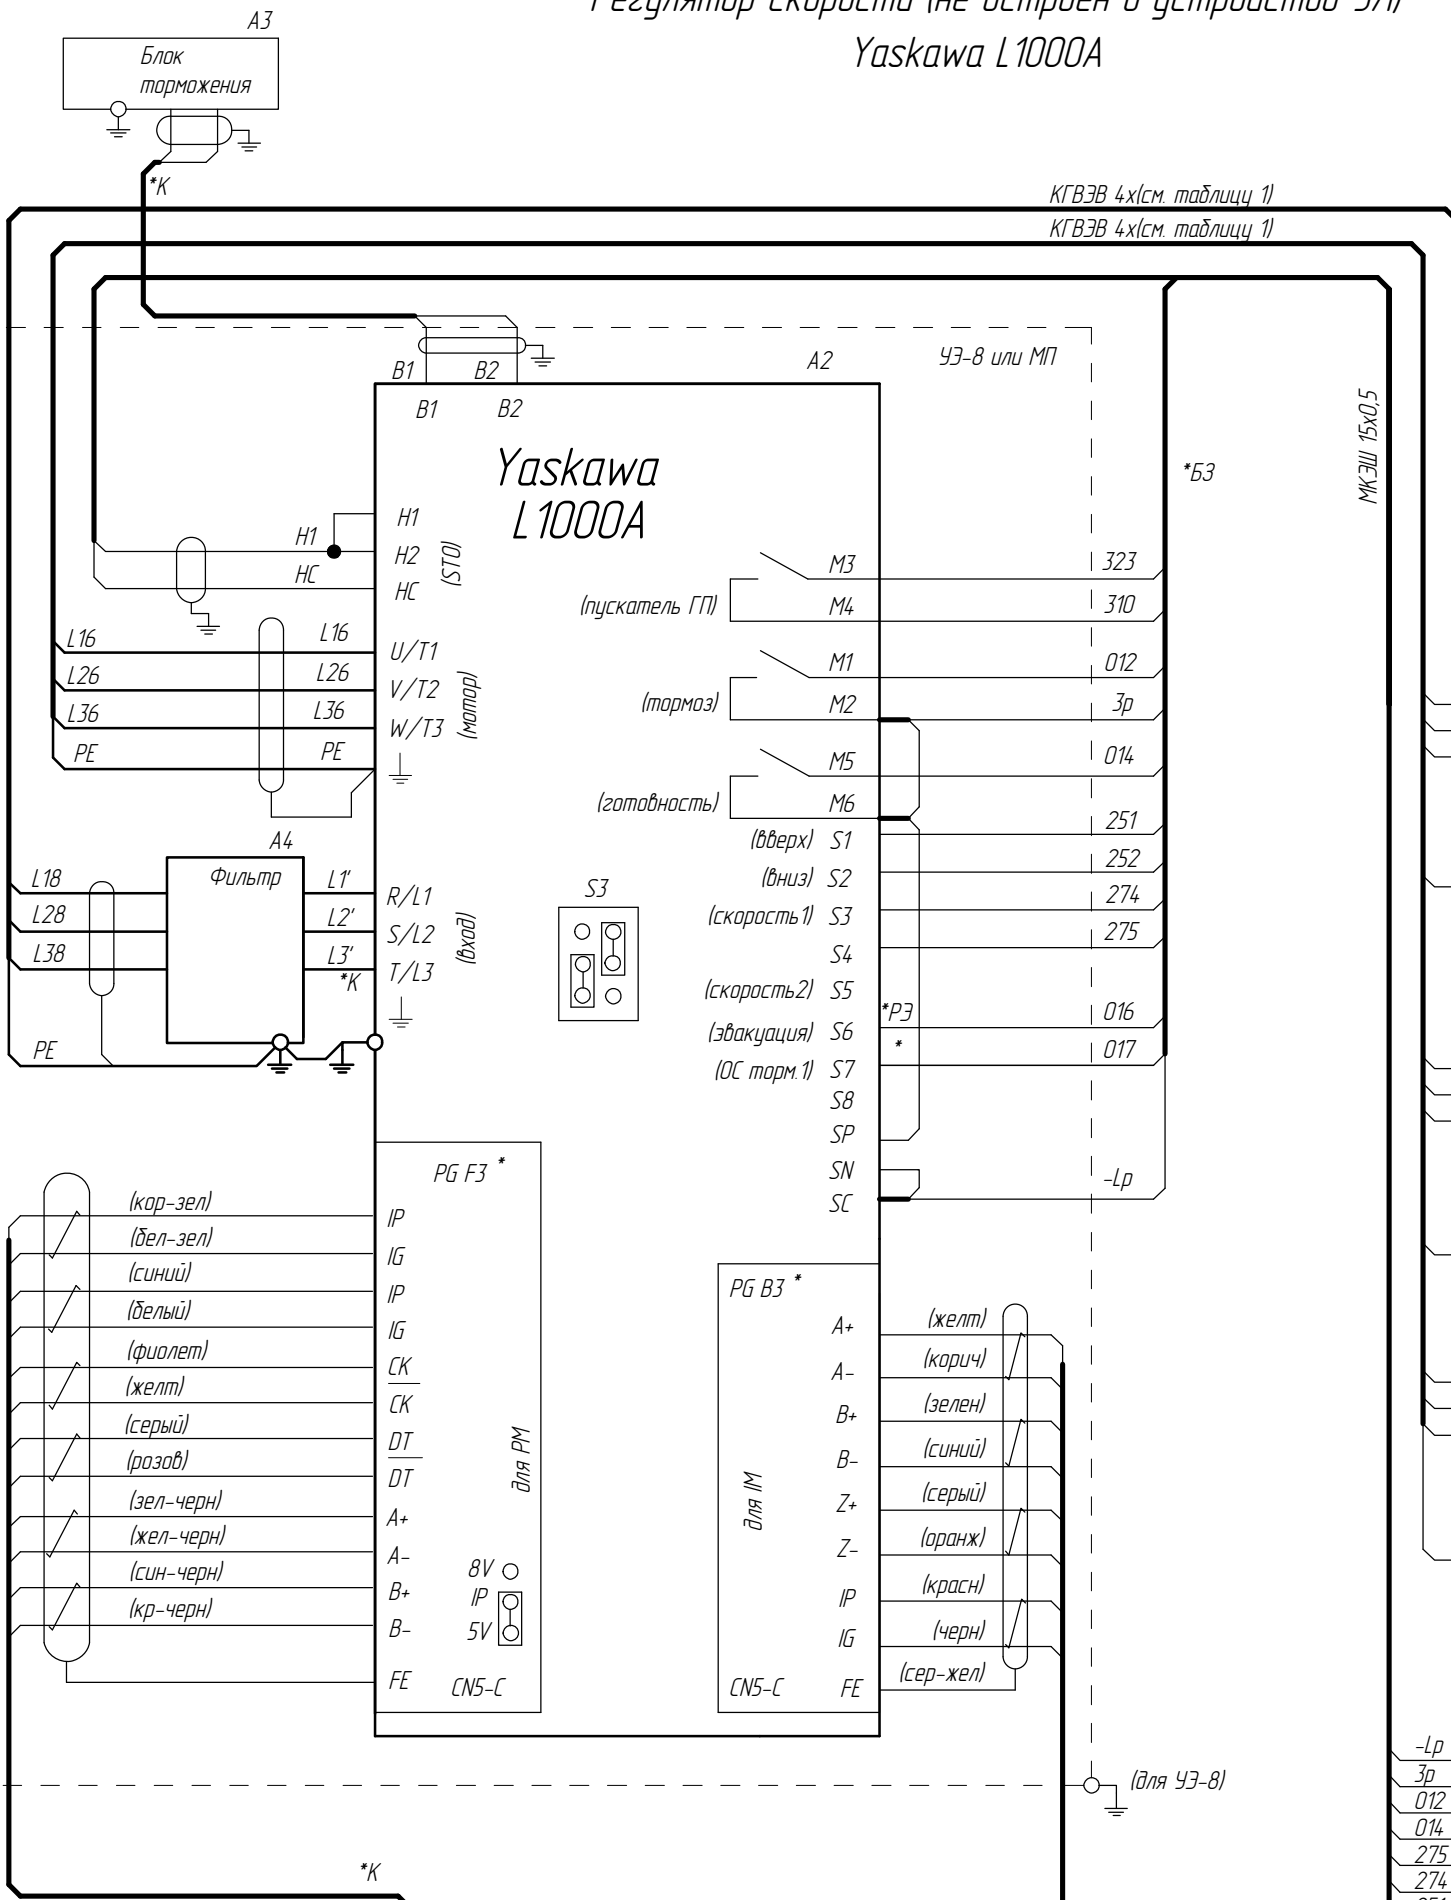 Регулятор скорости (не встроен в устройство ЭЛ)
Yaskawa L1000A
А3
Блок
торможения
*К
КГВЭВ 4х(см. таблицу 1)
КГВЭВ 4х(см. таблицу 1)
УЭ-8 или МП
А2
B1
B2
B1
B2
МКЭШ 15х0,5
*БЗ
Yaskawa
L1000A
H1
H1
H2
HC
HC
(STO)
M3
323
(пускатель ГП)
M4
310
L16
L16
U/T1
L26
L26
V/T2
L36
L36
W/T3
(мотор)
PE
PE
M1
012
(тормоз)
M2
3р
M5
014
(готовность)
M6
(вверх)
S1
251
(вниз)
S2
252
(скорость1)
S3
274
S4
275
(скорость2)
S5
*РЭ
(эвакуация)
S6
016
*
(ОС торм.1)
S7
017
S8
SP
SN
SC
-Lр
А4
Фильтр
L18
L1'
R/L1
L28
L2'
S/L2
L38
L3'
T/L3
(вход)
*К
PE
S3
PG F3 *
(кор-зел)
IP
(бел-зел)
IG
(синий)
IP
(белый)
IG
(фиолет)
CK
(желт)
CK
(серый)
DT
(розов)
DT
(зел-черн)
A+
(жел-черн)
A-
(син-черн)
B+
(кр-черн)
B-
FE
для PM
8V
IP
5V
CN5-C
PG B3 *
A+
(желт)
A-
(корич)
B+
(зелен)
B-
(синий)
Z+
(серый)
Z-
(оранж)
IP
(красн)
IG
(черн)
FE
(сер-жел)
для IM
CN5-C
(для УЭ-8)
*К
-Lр
3р
012
014
275
274